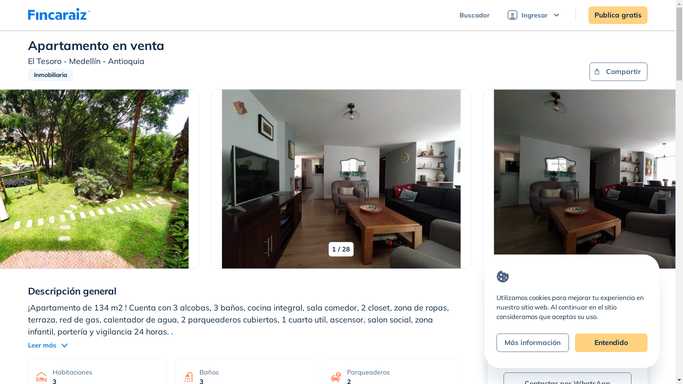 Fincaraiz
Buscador
Ingresar
Publica gratis
Apartamento en venta
El Tesoro - Medellín - Antioquia
Inmobiliaria
Compartir
1 / 28
Descripción general
¡Apartamento de 134 m2 ! Cuenta con 3 alcobas, 3 baños, cocina integral, sala comedor, 2 closet, zona de ropas,
terraza, red de gas, calentador de agua, 2 parqueaderos cubiertos, 1 cuarto util, ascensor, salon social, zona
infantil, portería y vigilancia 24 horas. .
Leer más
Habitaciones
3
Baños
3
Parqueaderos
2
Utilizamos cookies para mejorar tu experiencia en
nuestro sitio web. Al continuar en el sitio
consideramos que aceptas su uso.
Más información
Entendido
Contactar por WhatsApp